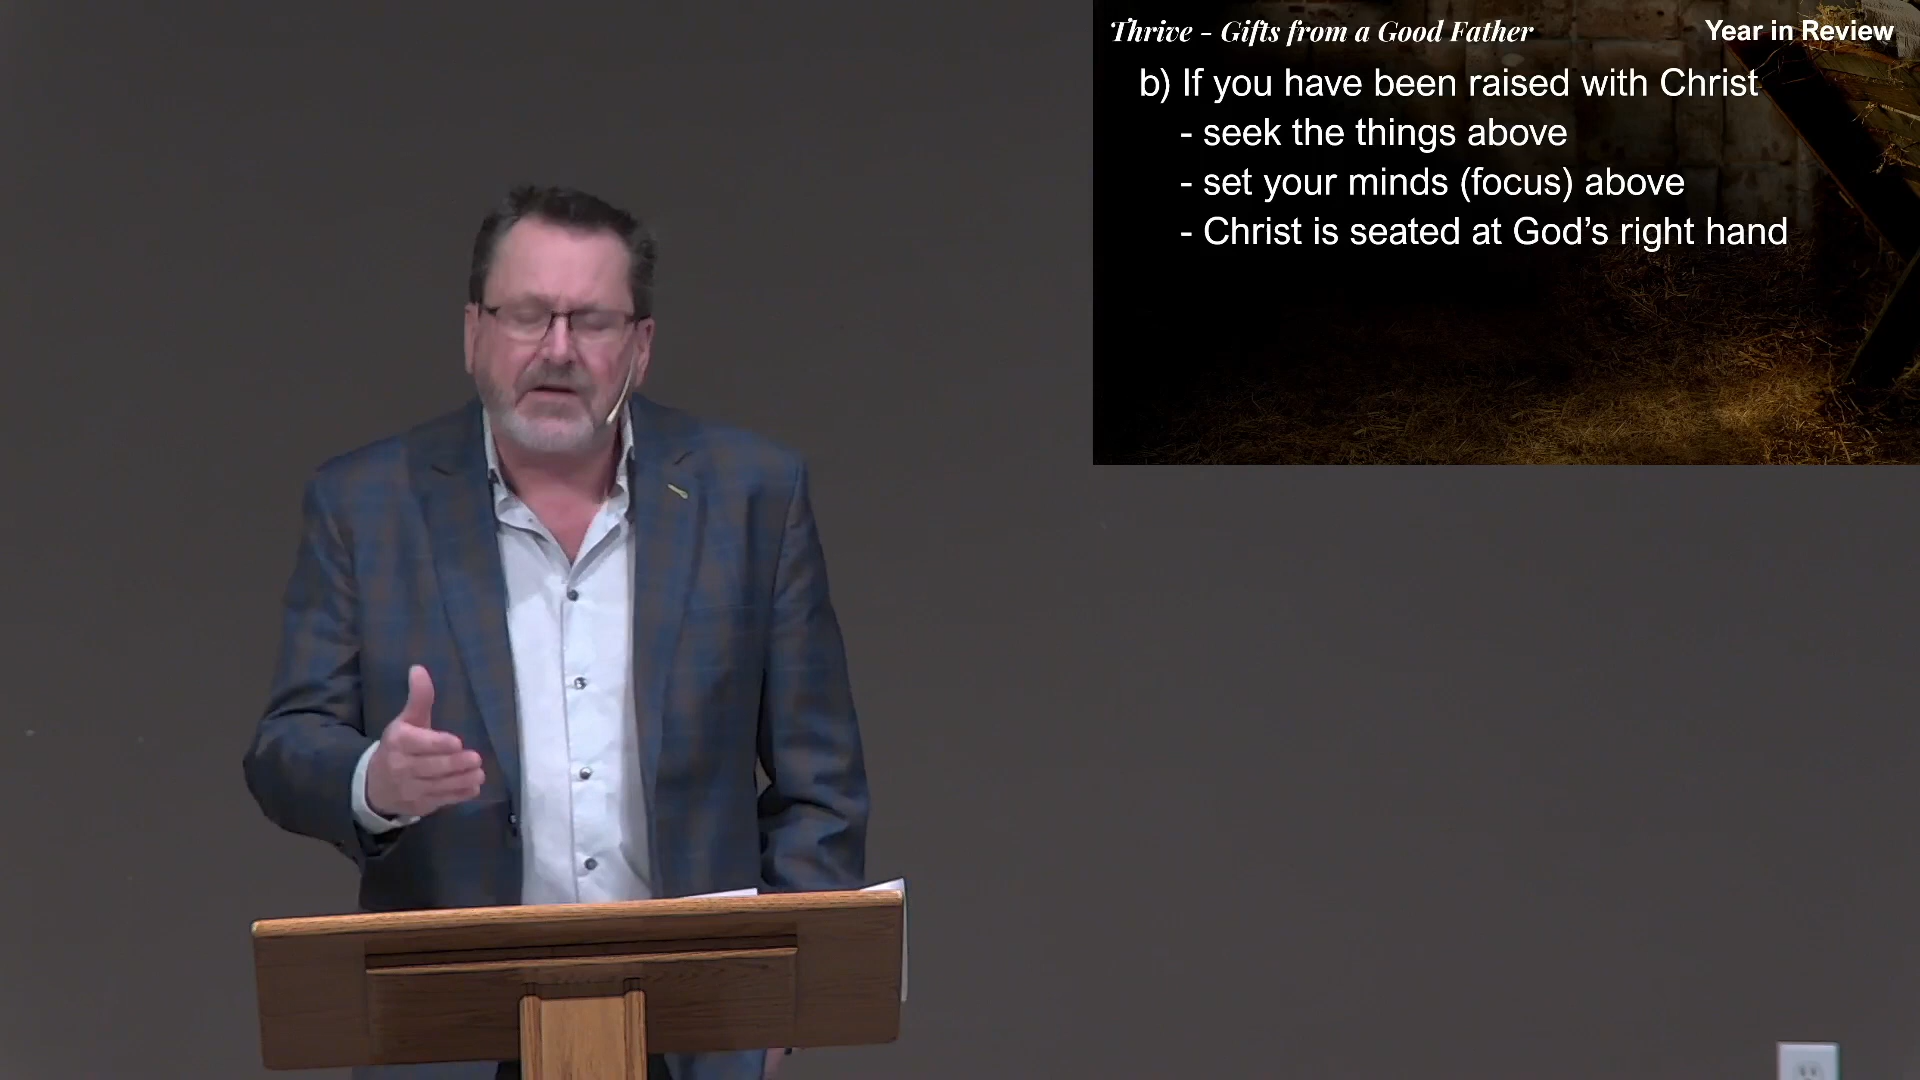 Thrive - Gifts from a Good Father
Year in Review
b) If you have been raised with Christ
- seek the things above
- set your minds (focus) above
- Christ is seated at God’s right hand